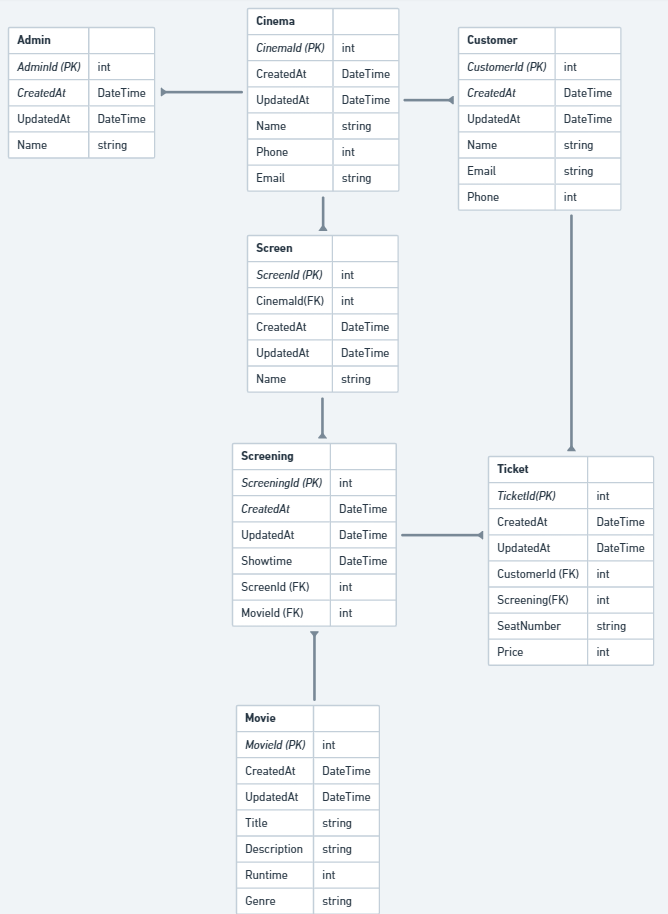 Admin
AdminId (PK) int
CreatedAt DateTime
UpdatedAt DateTime
Name string
Cinema
CinemaId (PK) int
CreatedAt DateTime
UpdatedAt DateTime
Name string
Phone int
Email string
Customer
CustomerId (PK) int
CreatedAt DateTime
UpdatedAt DateTime
Name string
Email string
Phone int
Screen
ScreenId (PK) int
CinemaId(FK) int
CreatedAt DateTime
UpdatedAt DateTime
Name string
Screening
ScreeningId (PK) int
CreatedAt DateTime
UpdatedAt DateTime
Showtime DateTime
ScreenId (FK) int
MovieId (FK) int
Ticket
TicketId(PK) int
CreatedAt DateTime
UpdatedAt DateTime
CustomerId (FK) int
Screening(FK) int
SeatNumber string
Price int
Movie
MovieId (PK) int
CreatedAt DateTime
UpdatedAt DateTime
Title string
Description string
Runtime int
Genre string